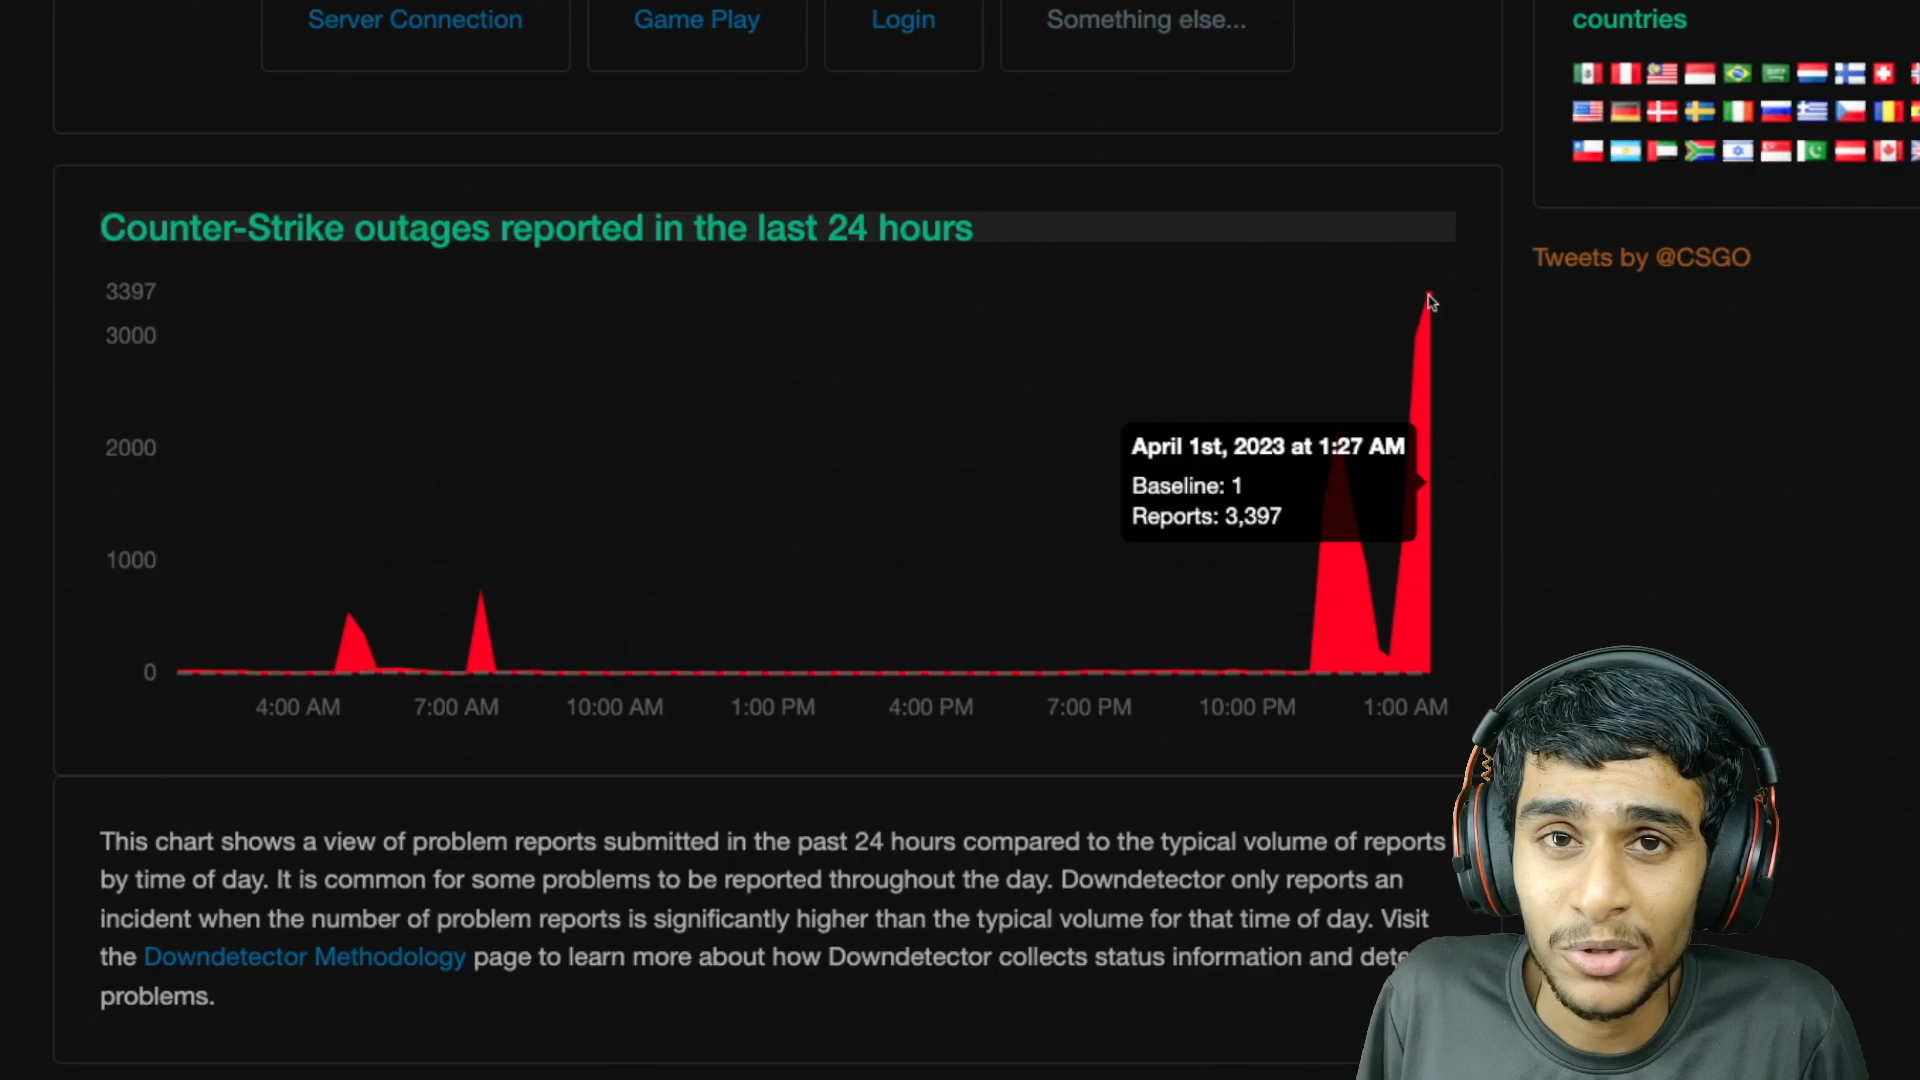 Server Connection
Game Play
Login
Something else...
countries
Counter-Strike outages reported in the last 24 hours
Tweets by @CSGO
3397
3000
2000
1000
0
April 1st, 2023 at 1:27 AM
Baseline: 1
Reports: 3,397
4:00 AM 7:00 AM 10:00 AM 1:00 PM 4:00 PM 7:00 PM 10:00 PM 1:00 AM
This chart shows a view of problem reports submitted in the past 24 hours compared to the typical volume of reports
by time of day. It is common for some problems to be reported throughout the day. Downdetector only reports an
incident when the number of problem reports is significantly higher than the typical volume for that time of day. Visit
the Downdetector Methodology page to learn more about how Downdetector collects status information and
problems.